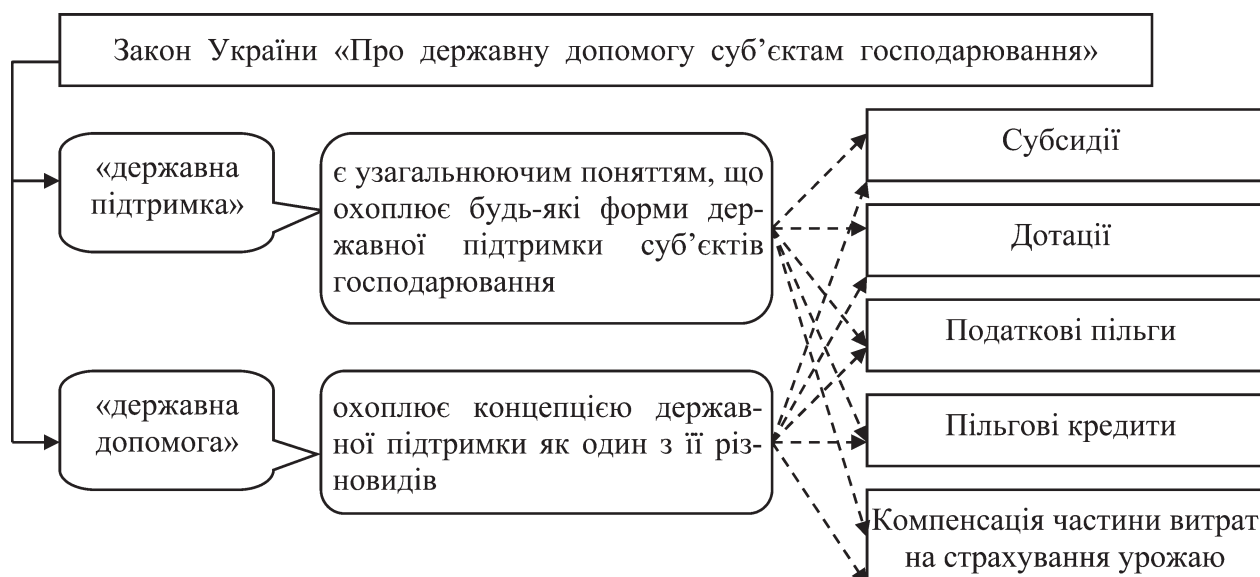 Закон України «Про державну допомогу суб’єктам господарювання»
«державна
підтримка»
є узагальнюючим поняттям, що
охоплює будь-які форми дер-
жавної підтримки суб’єктів
господарювання
«державна
допомога»
охоплює концепцією держав-
ної підтримки як один з її різ-
новидів
Субсидії
Дотації
Податкові пільги
Пільгові кредити
Компенсація частини витрат
на страхування урожаю